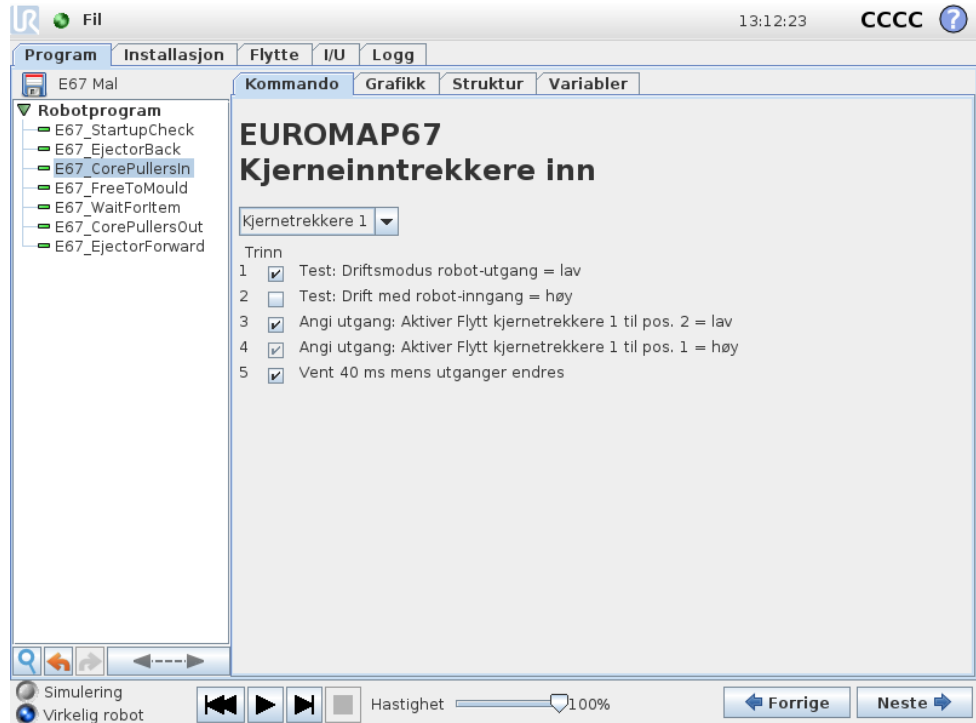 Fil
13:12:23
CCCC
?
Program
Installasjon
Flytte
I/U
Logg
E67 Mal
Kommando
Grafikk
Struktur
Variabler
Robotprogram
E67_StartupCheck
E67_EjectorBack
E67_CorePullersIn
E67_FreeToMould
E67_WaitForItem
E67_CorePullersOut
E67_EjectorForward
EUROMAP67
Kjerneinntrekkere inn
Kjernetrekkere 1
Trinn
1 Test: Driftsmodus robot-utgang = lav
2 Test: Drift med robot-inngang = høy
3 Angi utgang: Aktiver Flytt kjernetrekkere 1 til pos. 2 = lav
4 Angi utgang: Aktiver Flytt kjernetrekkere 1 til pos. 1 = høy
5 Vent 40 ms mens utganger endres
Simulering
Virkelig robot
Hastighet
100%
Forrige
Neste